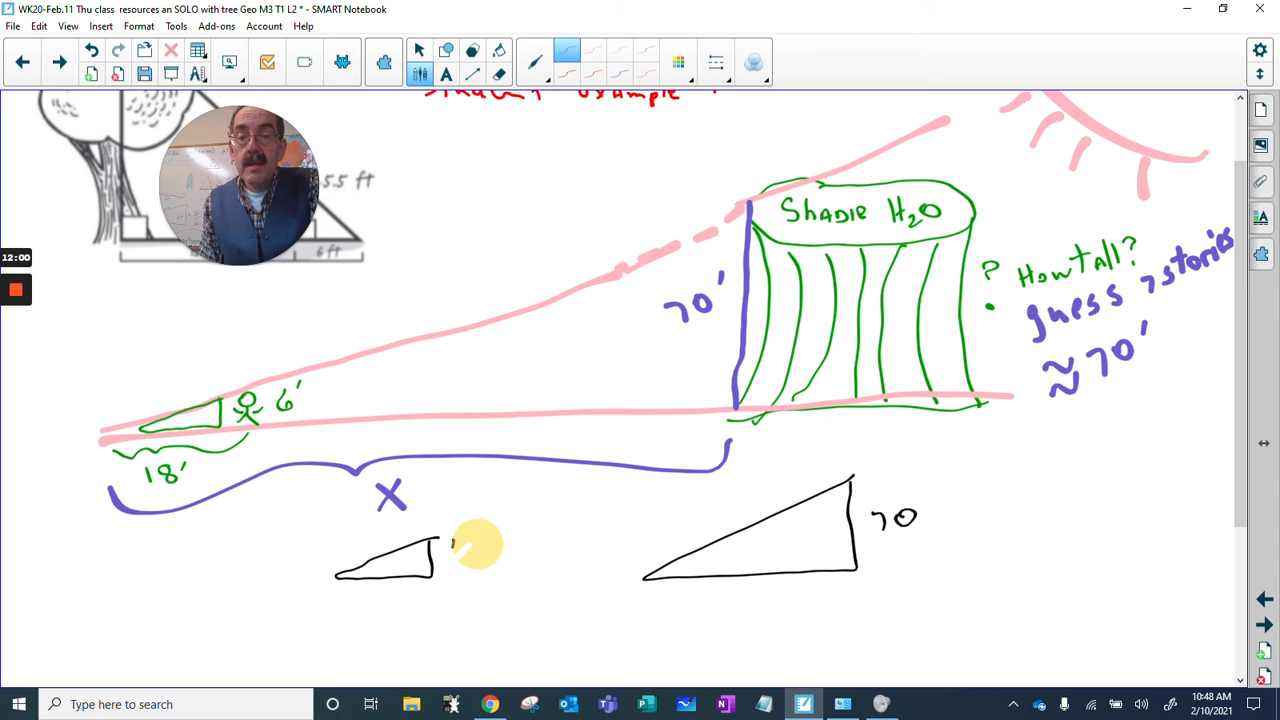 WK20-Feb.11 Thu class resources an SOLO with tree Geo M3 T1 L2 * - SMART Notebook
File Edit View Insert Format Tools Add-ons Account Help
5.5 ft
6 ft
SHADIE H2O
? How tall?
guess 7 stories
≈ 70'
70'
6'
18'
X
70
12:00
Type here to search
10:48 AM
2/10/2021